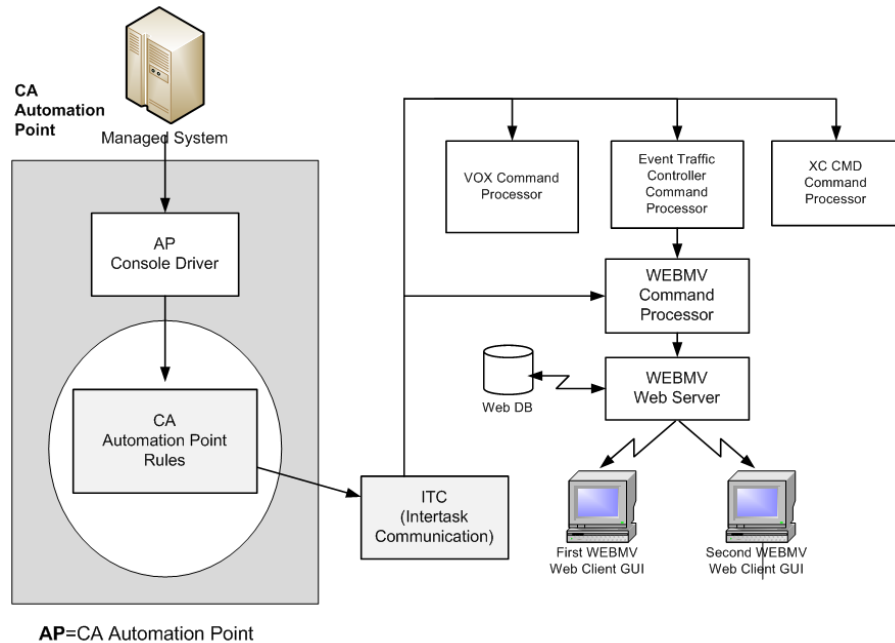 CA
Automation
Point
Managed System
AP
Console Driver
CA
Automation Point
Rules
ITC
(Intertask
Communication)
VOX Command
Processor
Event Traffic
Controller
Command
Processor
XC CMD
Command
Processor
WEBMV
Command
Processor
WEBMV
Web Server
Web DB
First WEBMV
Web Client GUI
Second WEBMV
Web Client GUI
AP=CA Automation Point